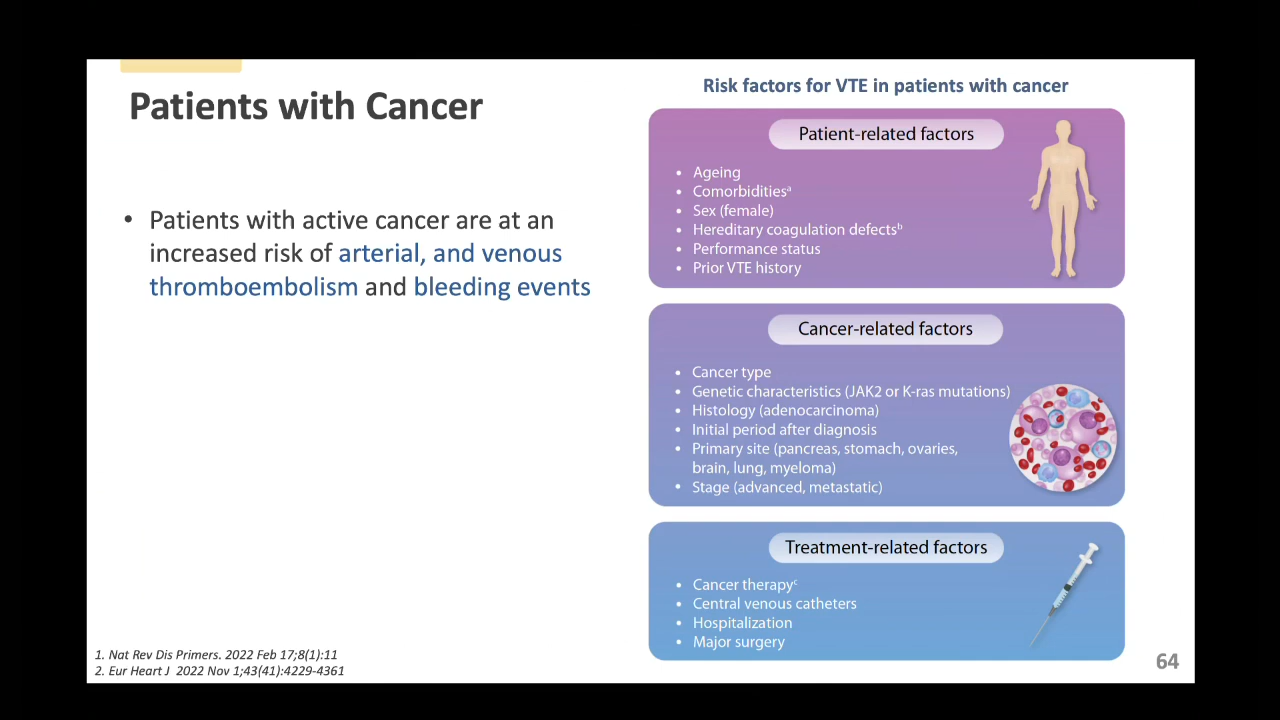 Patients with Cancer
• Patients with active cancer are at an
increased risk of arterial, and venous
thromboembolism and bleeding events
Risk factors for VTE in patients with cancer
Patient-related factors
• Ageing
• Comorbiditiesᵃ
• Sex (female)
• Hereditary coagulation defectsᵇ
• Performance status
• Prior VTE history
Cancer-related factors
• Cancer type
• Genetic characteristics (JAK2 or K-ras mutations)
• Histology (adenocarcinoma)
• Initial period after diagnosis
• Primary site (pancreas, stomach, ovaries,
brain, lung, myeloma)
• Stage (advanced, metastatic)
Treatment-related factors
• Cancer therapyᶜ
• Central venous catheters
• Hospitalization
• Major surgery
1. Nat Rev Dis Primers. 2022 Feb 17;8(1):11
2. Eur Heart J 2022 Nov 1;43(41):4229-4361
64